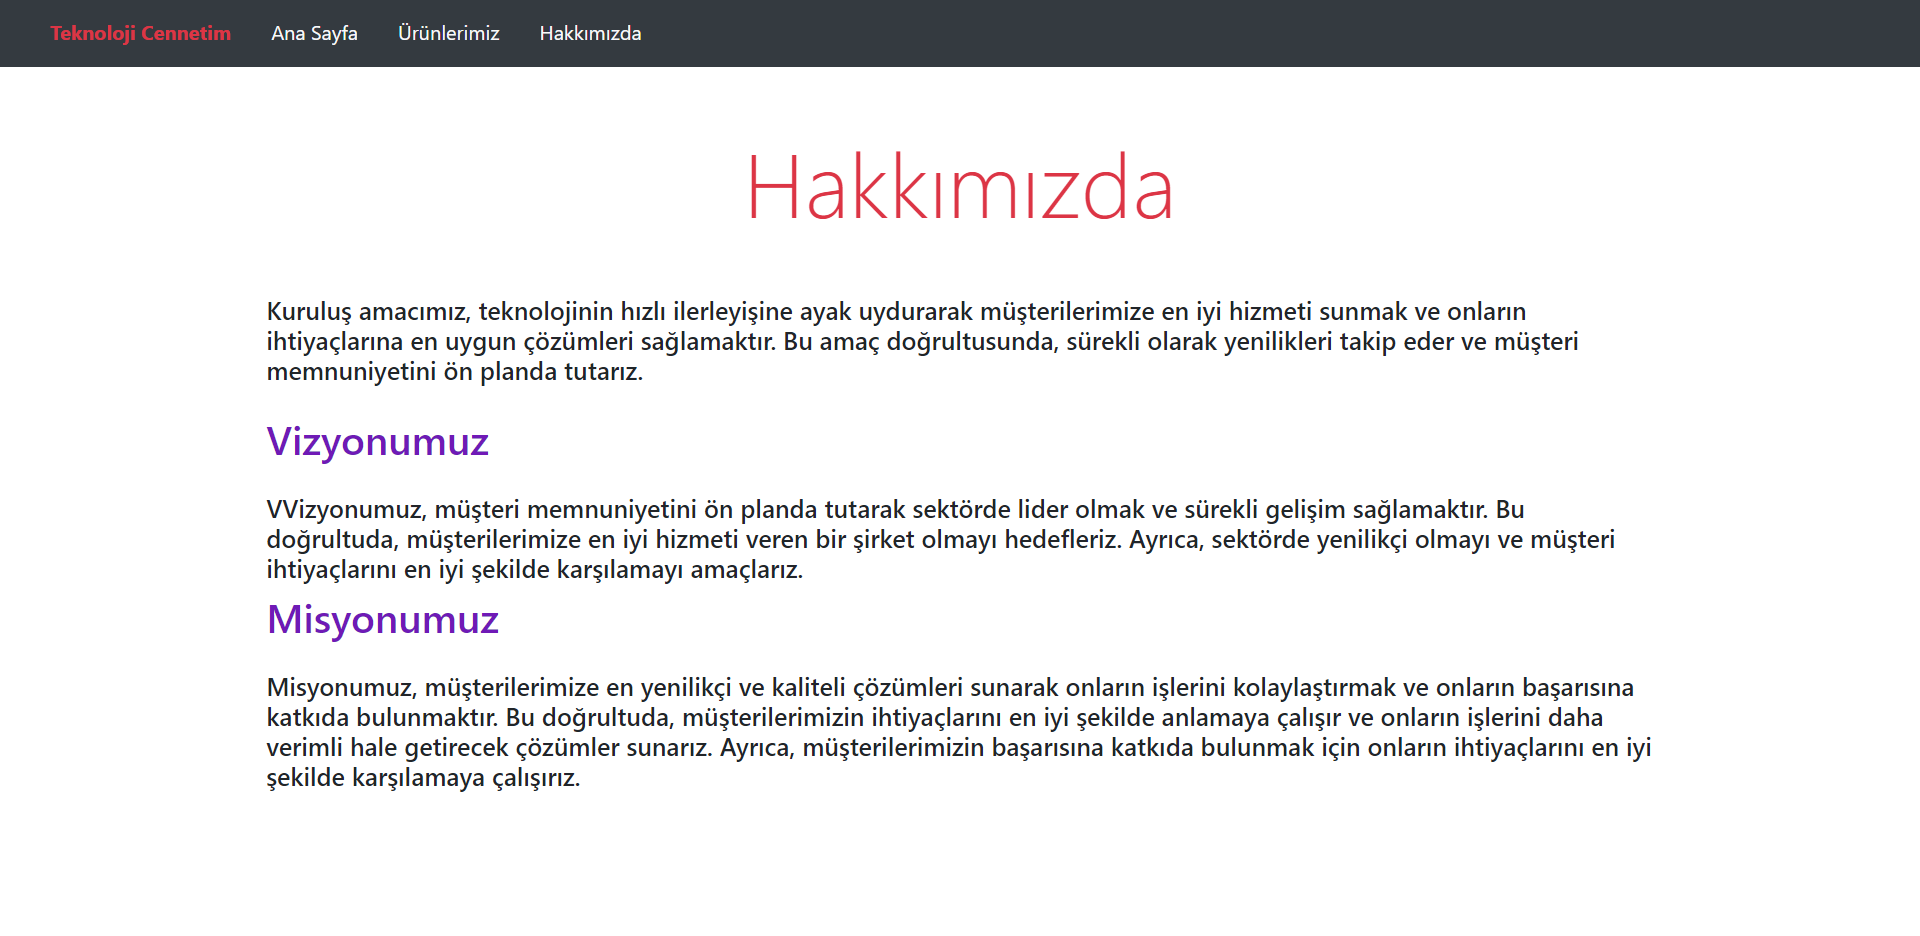 Teknoloji Cennetim Ana Sayfa Ürünlerimiz Hakkımızda
Hakkımızda
Kuruluş amacımız, teknolojinin hızlı ilerleyişine ayak uydurarak müşterilerimize en iyi hizmeti sunmak ve onların
ihtiyaçlarına en uygun çözümleri sağlamaktır. Bu amaç doğrultusunda, sürekli olarak yenilikleri takip eder ve müşteri
memnuniyetini ön planda tutarız.
Vizyonumuz
VVizyonumuz, müşteri memnuniyetini ön planda tutarak sektörde lider olmak ve sürekli gelişim sağlamaktır. Bu
doğrultuda, müşterilerimize en iyi hizmeti veren bir şirket olmayı hedefleriz. Ayrıca, sektörde yenilikçi olmayı ve müşteri
ihtiyaçlarını en iyi şekilde karşılamayı amaçlarız.
Misyonumuz
Misyonumuz, müşterilerimize en yenilikçi ve kaliteli çözümleri sunarak onların işlerini kolaylaştırmak ve onların başarısına
katkıda bulunmaktır. Bu doğrultuda, müşterilerimizin ihtiyaçlarını en iyi şekilde anlamaya çalışır ve onların işlerini daha
verimli hale getirecek çözümler sunarız. Ayrıca, müşterilerimizin başarısına katkıda bulunmak için onların ihtiyaçlarını en iyi
şekilde karşılamaya çalışırız.